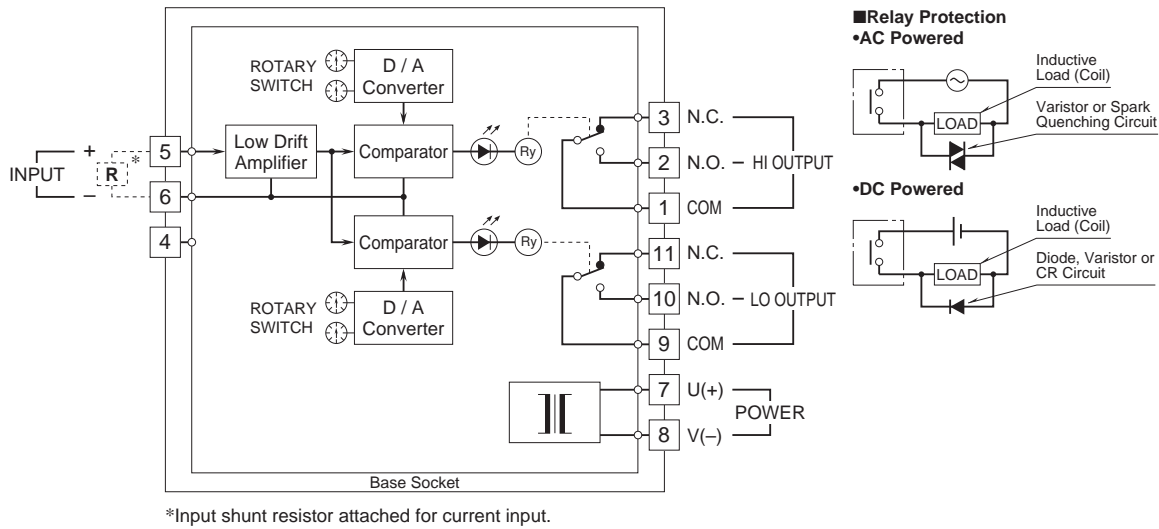 ROTARY
SWITCH
D / A
Converter
INPUT
+
–
R
*
5
6
4
Low Drift
Amplifier
Comparator
Ry
Comparator
Ry
ROTARY
SWITCH
D / A
Converter
3 N.C.
2 N.O. HI OUTPUT
1 COM
11 N.C.
10 N.O. LO OUTPUT
9 COM
7 U(+)
POWER
8 V(–)
Base Socket
*Input shunt resistor attached for current input.
■Relay Protection
•AC Powered
Inductive
Load (Coil)
LOAD
Varistor or Spark
Quenching Circuit
•DC Powered
Inductive
Load (Coil)
LOAD
Diode, Varistor or
CR Circuit